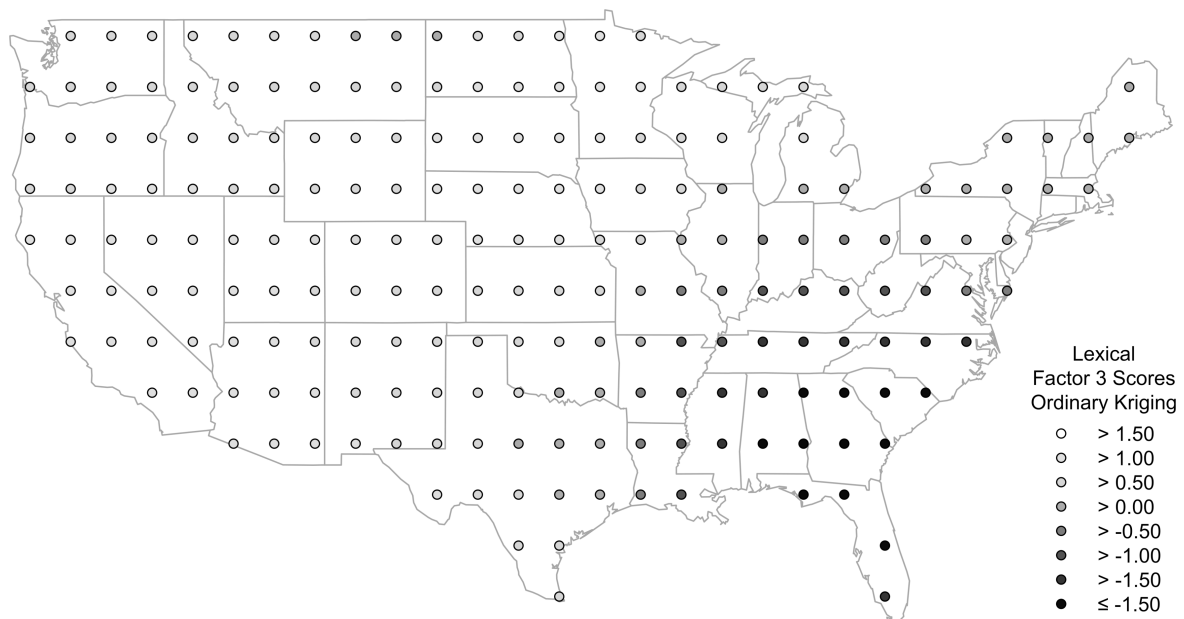 Lexical
Factor 3 Scores
Ordinary Kriging
> 1.50
> 1.00
> 0.50
> 0.00
> -0.50
> -1.00
> -1.50
≤ -1.50